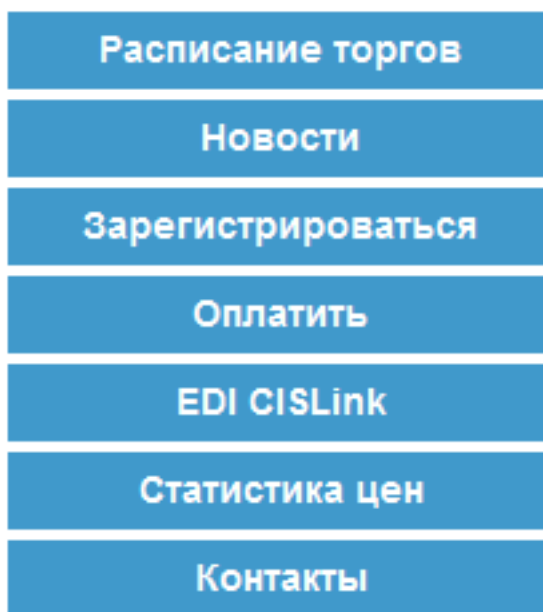 Расписание торгов
Новости
Зарегистрироваться
Оплатить
EDI CISLink
Статистика цен
Контакты